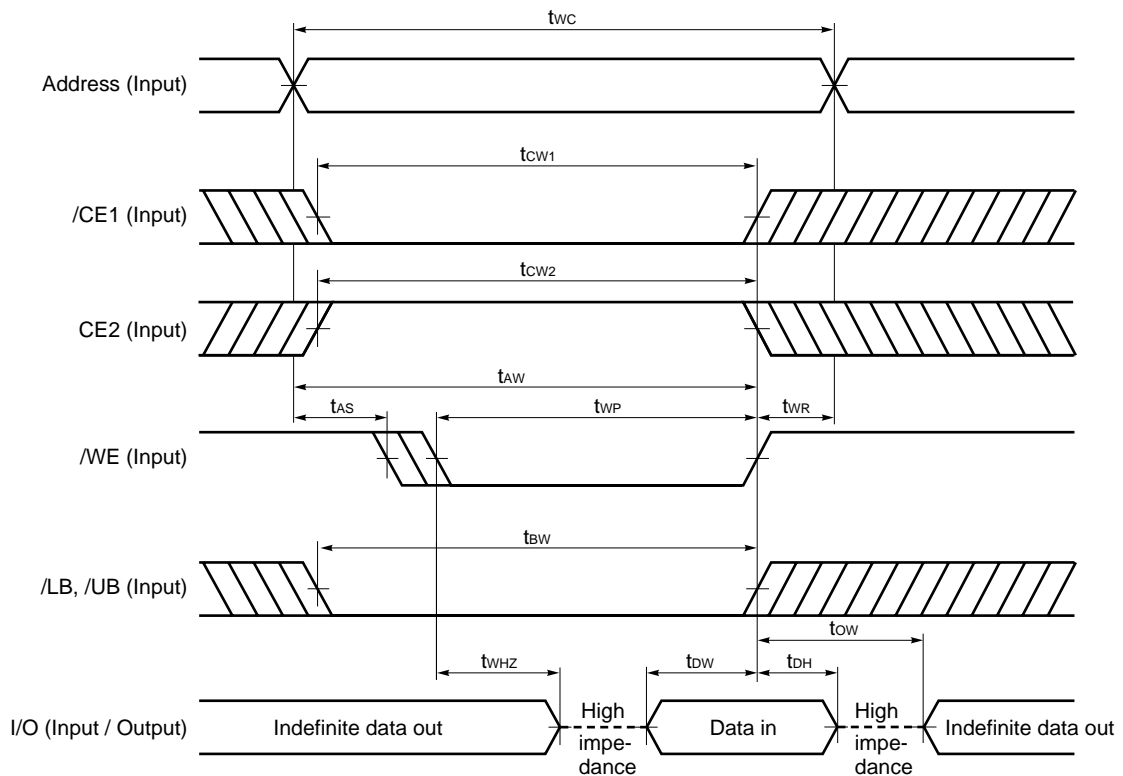 tWC
Address (Input)
tCW1
/CE1 (Input)
tCW2
CE2 (Input)
tAW
tAS
tWP
tWR
/WE (Input)
tBW
/LB, /UB (Input)
tOW
tWHZ
tDW
tDH
I/O (Input / Output)
Indefinite data out
High
impe-
dance
Data in
High
impe-
dance
Indefinite data out